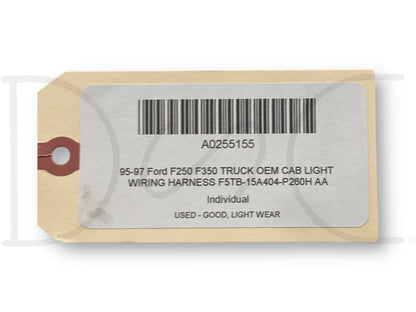 A0255155
95-97 Ford F250 F350 TRUCK OEM CAB LIGHT
WIRING HARNESS F5TB-15A404-P260H AA
Individual
USED - GOOD, LIGHT WEAR